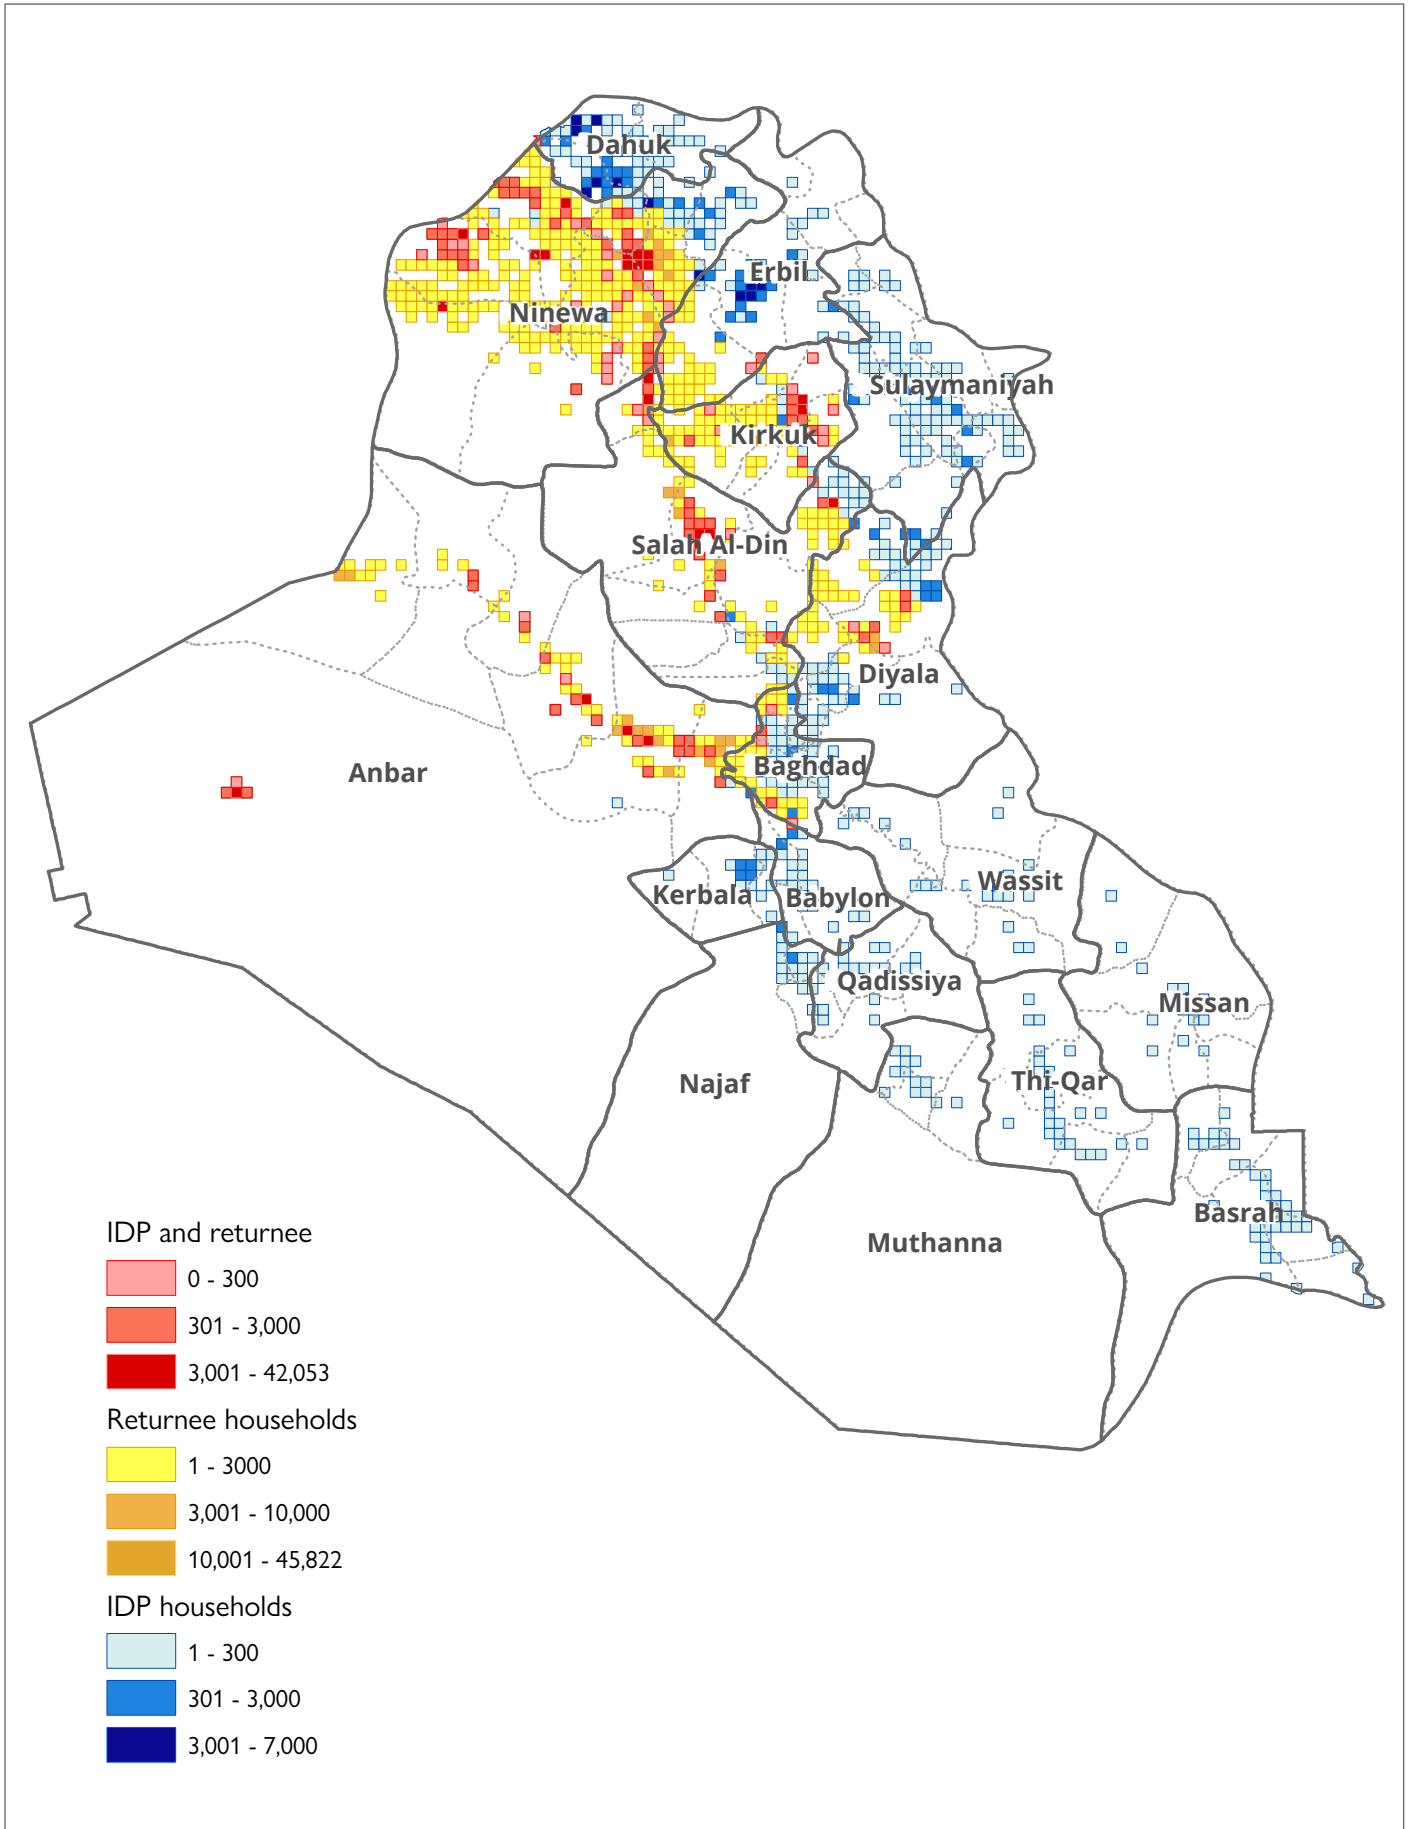 Dahuk
Erbil
Ninewa
Sulaymaniyah
Kirkuk
Salah Al-Din
Diyala
Anbar
Baghdad
Kerbala
Babylon
Wassit
Qadissiya
Missan
Najaf
Thi-Qar
Basrah
Muthanna
IDP and returnee
0 - 300
301 - 3,000
3,001 - 42,053
Returnee households
1 - 3000
3,001 - 10,000
10,001 - 45,822
IDP households
1 - 300
301 - 3,000
3,001 - 7,000